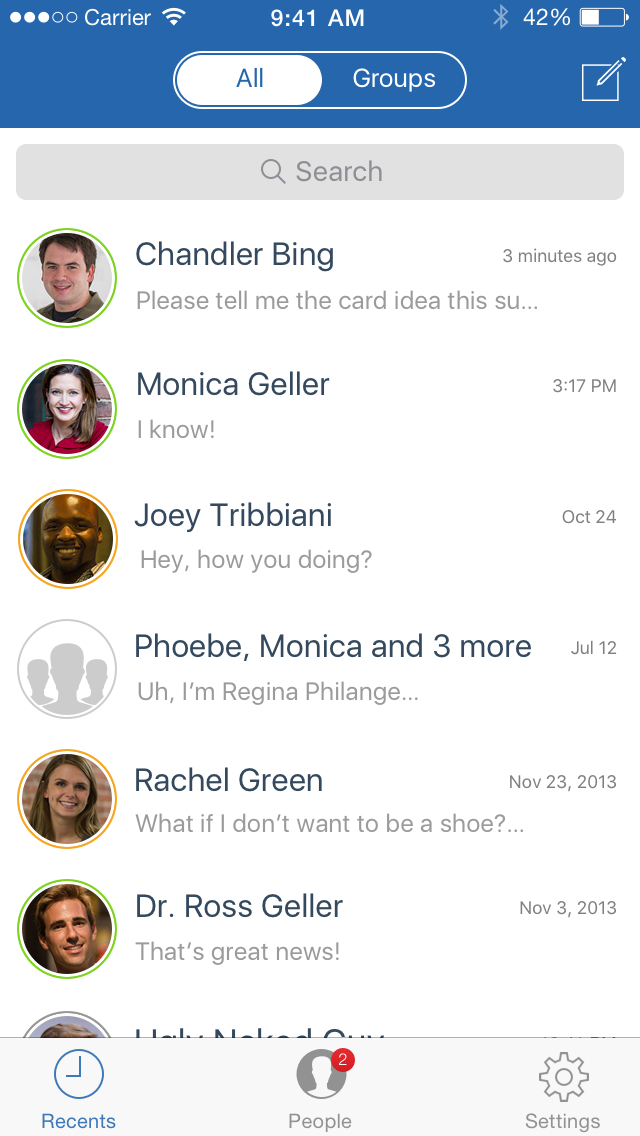 Carrier 9:41 AM 42%
All Groups
Search
Chandler Bing 3 minutes ago
Please tell me the card idea this su...
Monica Geller 3:17 PM
I know!
Joey Tribbiani Oct 24
Hey, how you doing?
Phoebe, Monica and 3 more Jul 12
Uh, I’m Regina Philange...
Rachel Green Nov 23, 2013
What if I don’t want to be a shoe?...
Dr. Ross Geller Nov 3, 2013
That’s great news!
Ugly Naked Guy
2
Recents People Settings